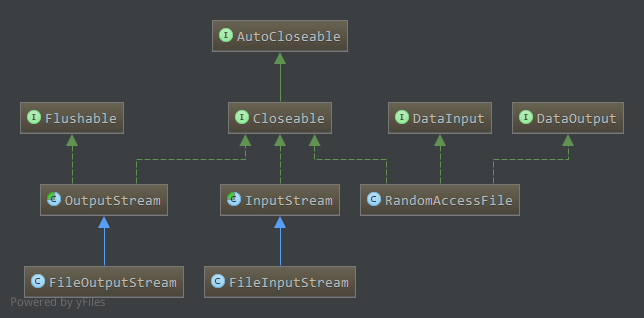 I AutoCloseable
I Flushable
I Closeable
I DataInput
I DataOutput
C OutputStream
C InputStream
C RandomAccessFile
C FileOutputStream
C FileInputStream
Powered by yFiles